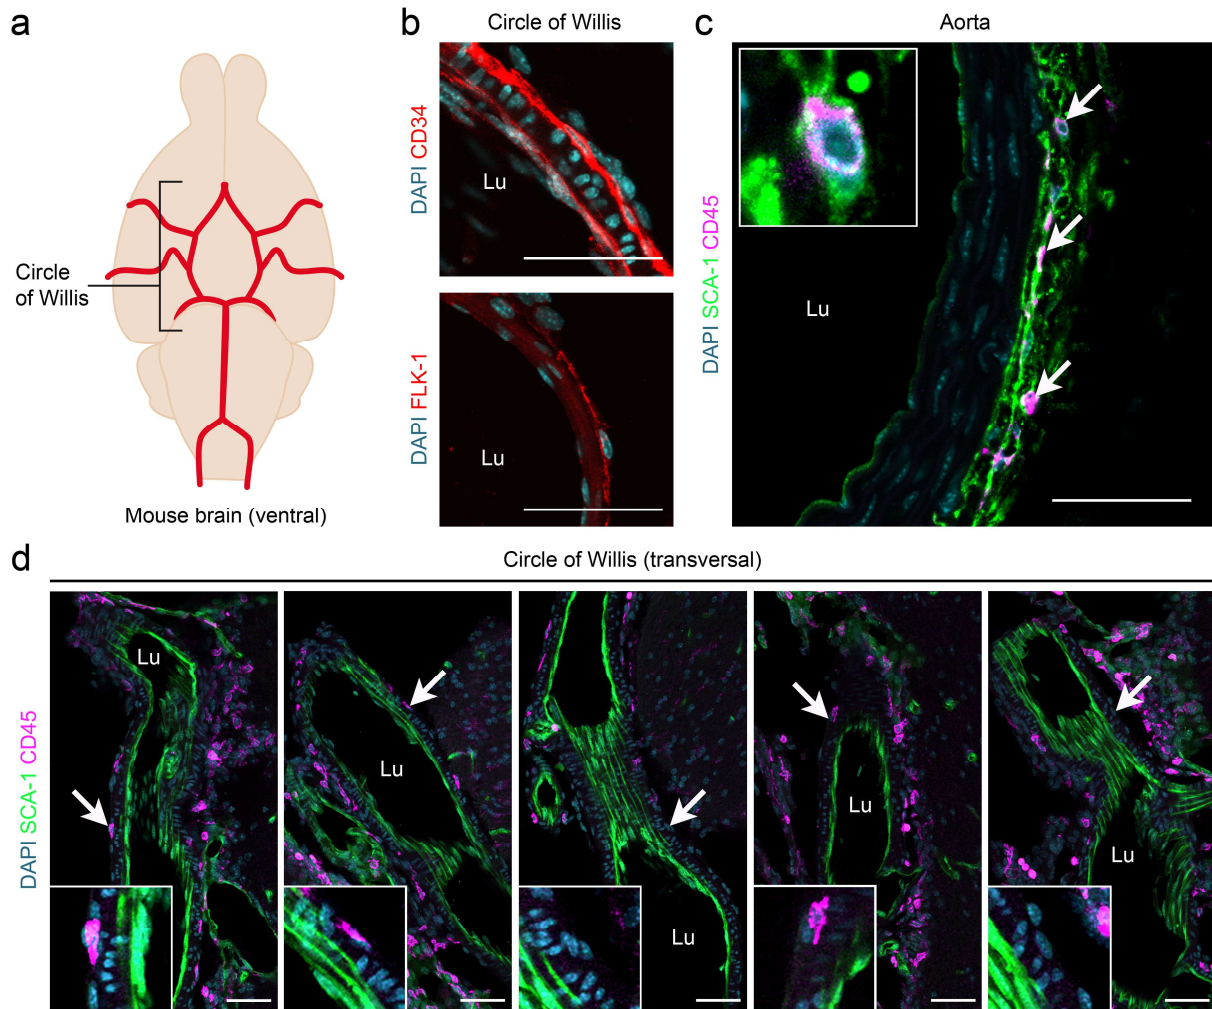 a
Circle
of Willis
Mouse brain (ventral)
b
Circle of Willis
DAPI CD34
Lu
DAPI FLK-1
Lu
c
Aorta
DAPI SCA-1 CD45
Lu
d
Circle of Willis (transversal)
DAPI SCA-1 CD45
Lu
Lu
Lu
Lu
Lu